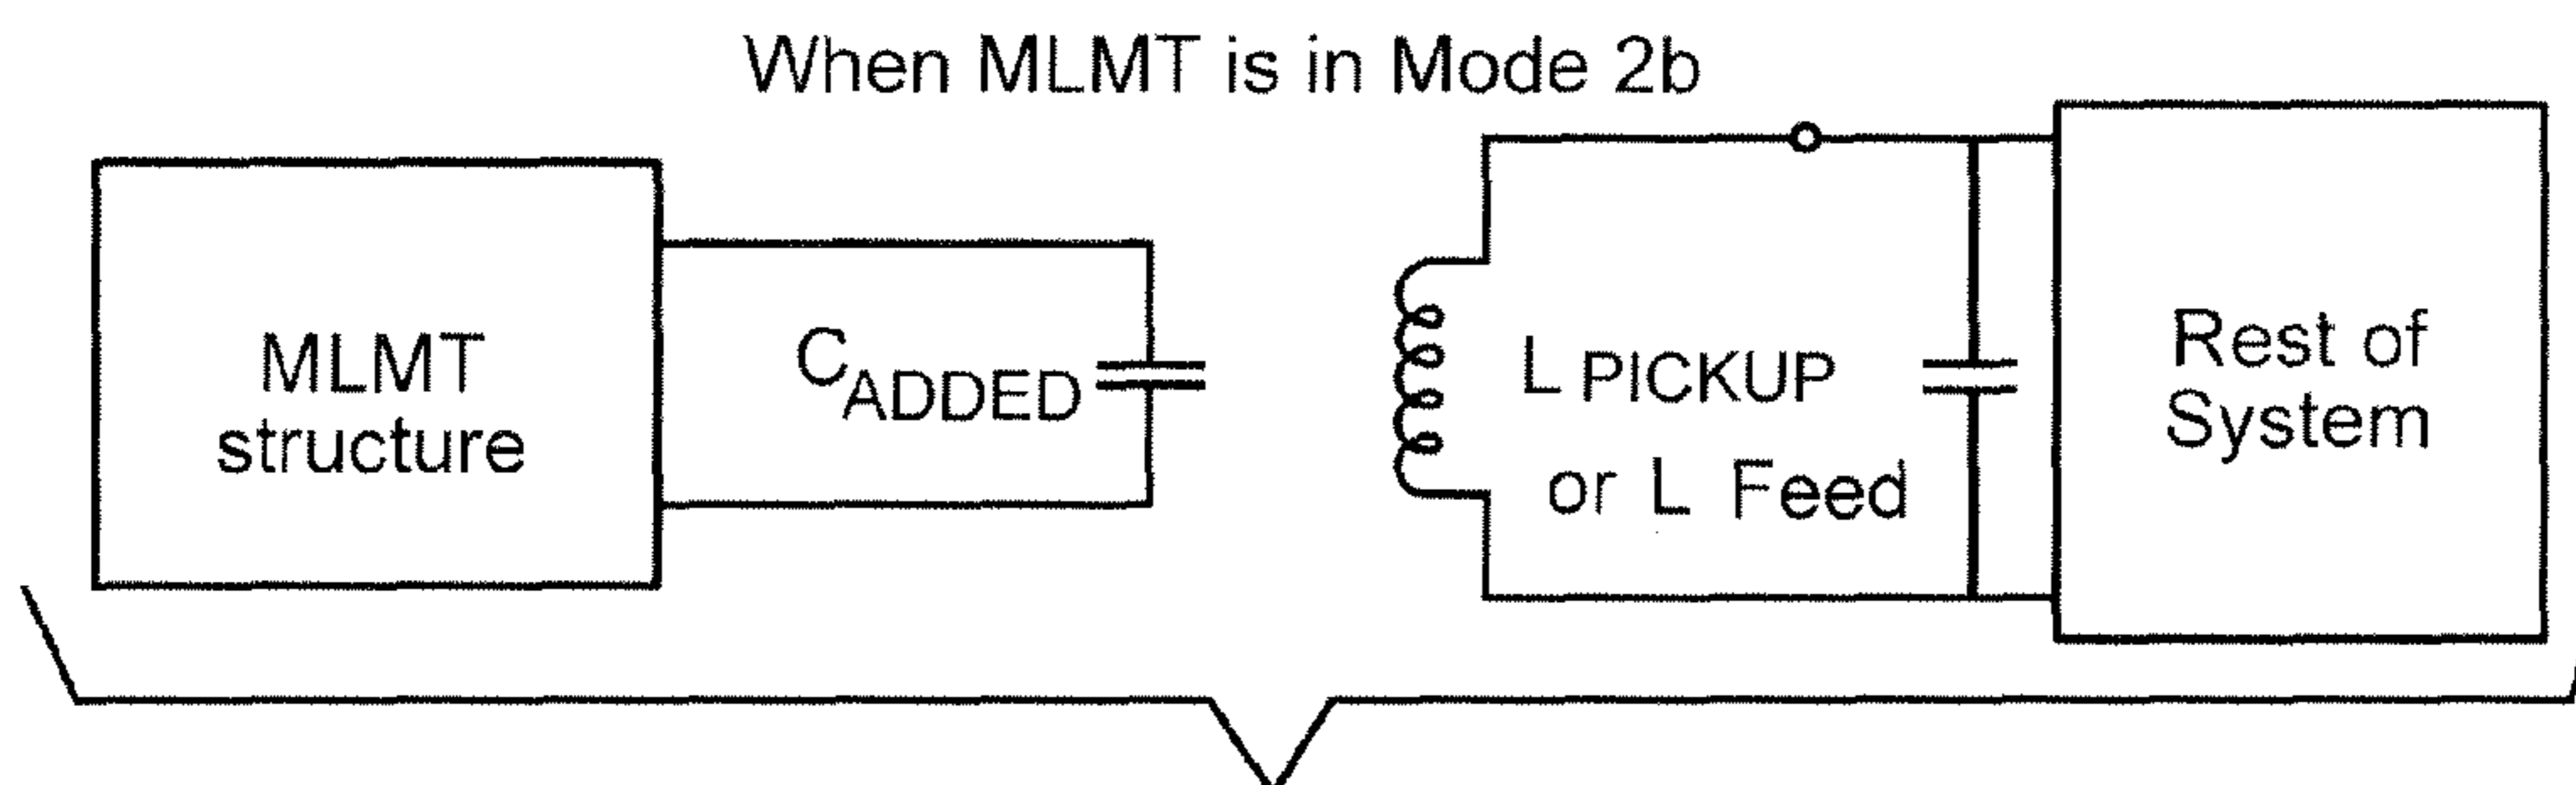 When MLMT is in Mode 2b
MLMT
structure
CADDED
L PICKUP
or L Feed
Rest of
System